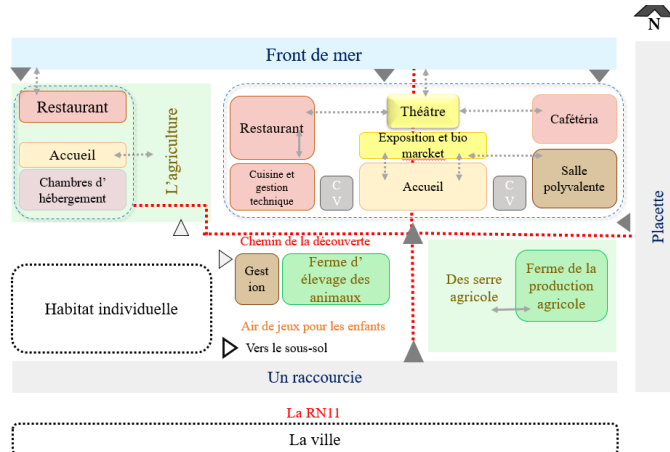 N
Front de mer
Restaurant
Accueil
Chambres d'
hébergement
L'agriculture
Restaurant
Cuisine et
gestion
technique
Théâtre
Exposition et bio
marcket
Accueil
C
V
C
V
Cafétéria
Salle
polyvalente
Placette
Chemin de la découverte
Gest
ion
Ferme d'
élevage des
animaux
Habitat individuelle
Des serre
agricole
Ferme de la
production
agricole
Air de jeux pour les enfants
Vers le sous-sol
Un raccourcie
La RN11
La ville